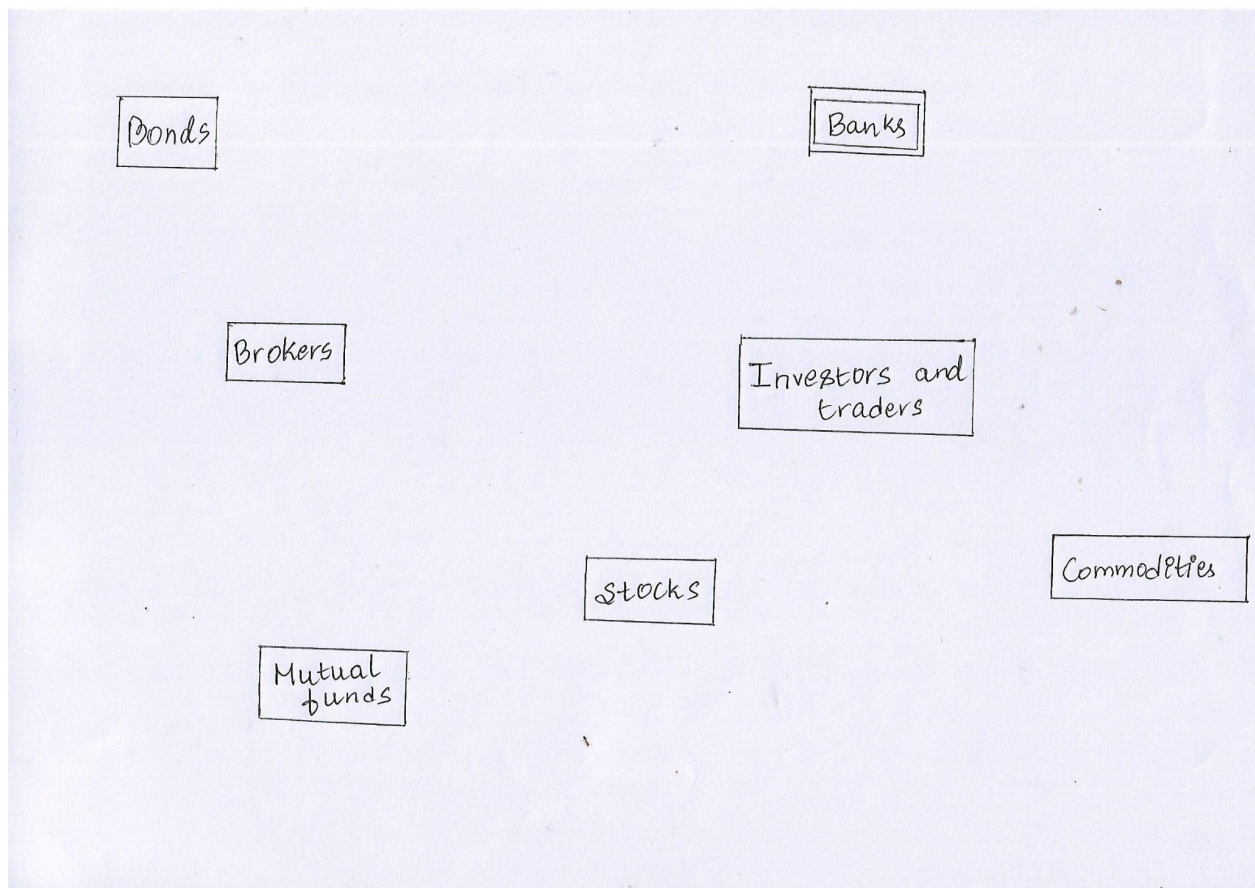 Bonds
Banks
Brokers
Investors and
traders
Stocks
Commodities
Mutual
funds